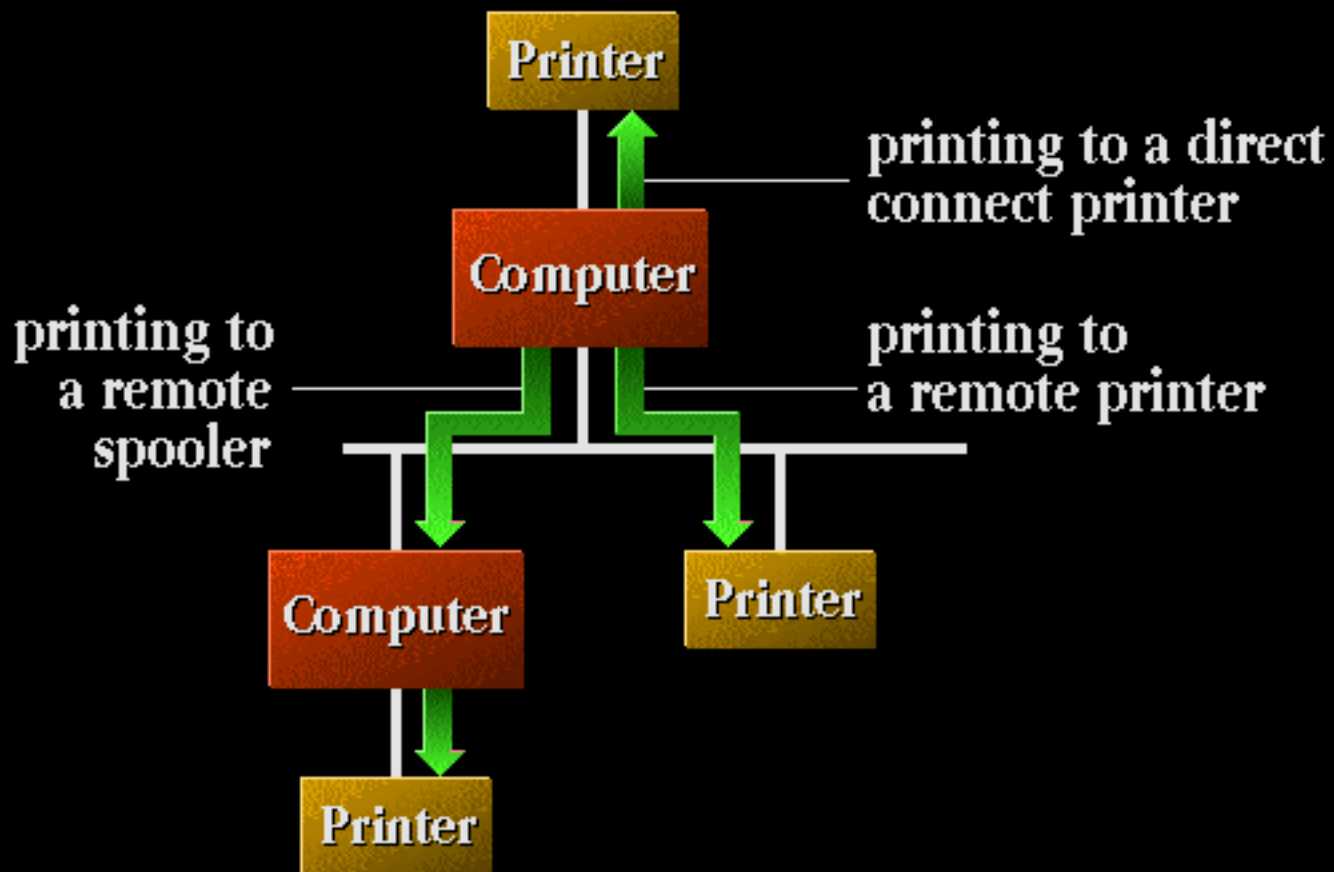 Printer
printing to a direct
connect printer
Computer
printing to
a remote
spooler
printing to
a remote printer
Computer
Printer
Printer